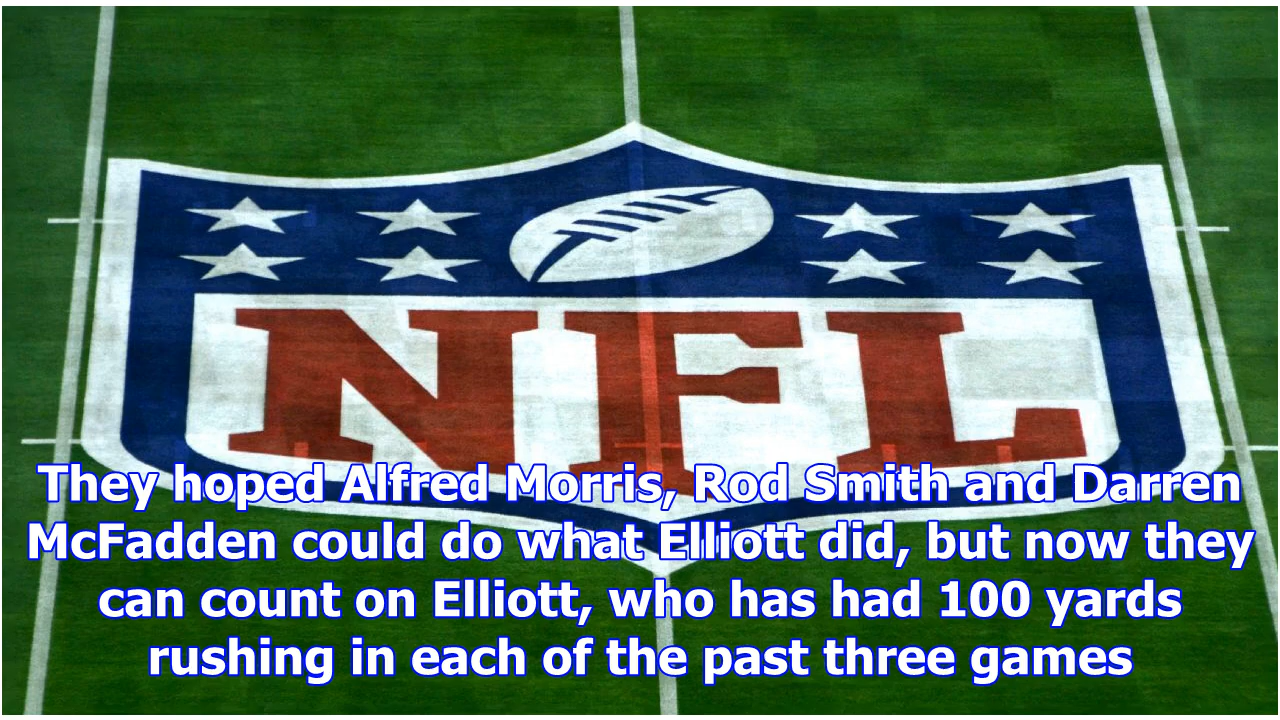 NFL
They hoped Alfred Morris, Rod Smith and Darren
McFadden could do what Elliott did, but now they
can count on Elliott, who has had 100 yards
rushing in each of the past three games